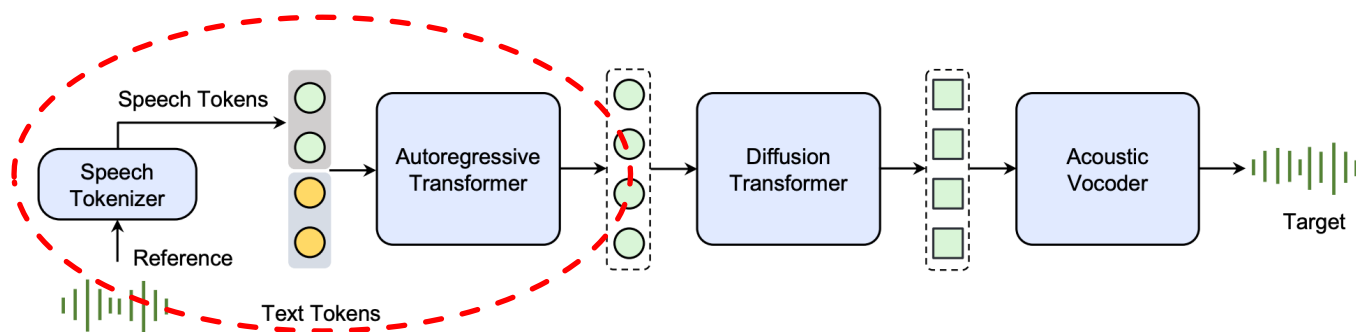 Speech Tokens
Speech
Tokenizer
Reference
Text Tokens
Autoregressive
Transformer
Diffusion
Transformer
Acoustic
Vocoder
Target